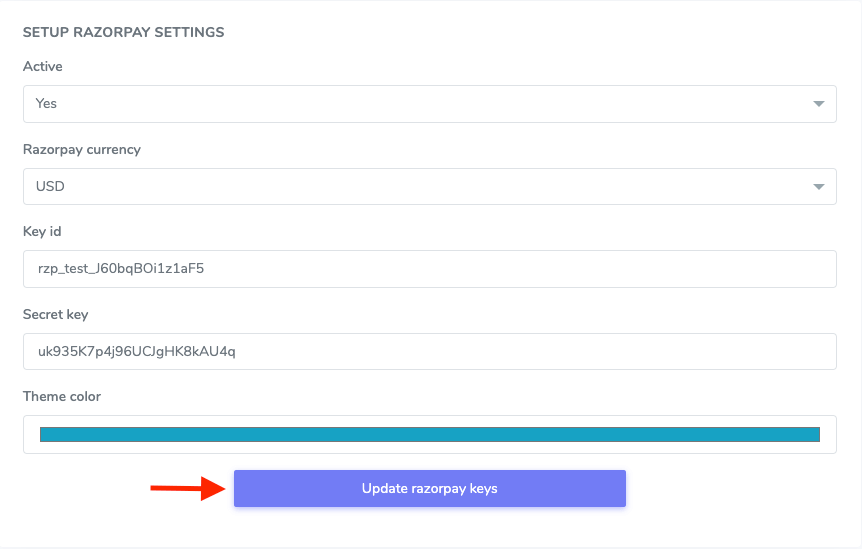 SETUP RAZORPAY SETTINGS
Active
Yes
Razorpay currency
USD
Key id
rzp_test_J60bqBOi1z1aF5
Secret key
uk935K7p4j96UCJgHK8kAU4q
Theme color
Update razorpay keys